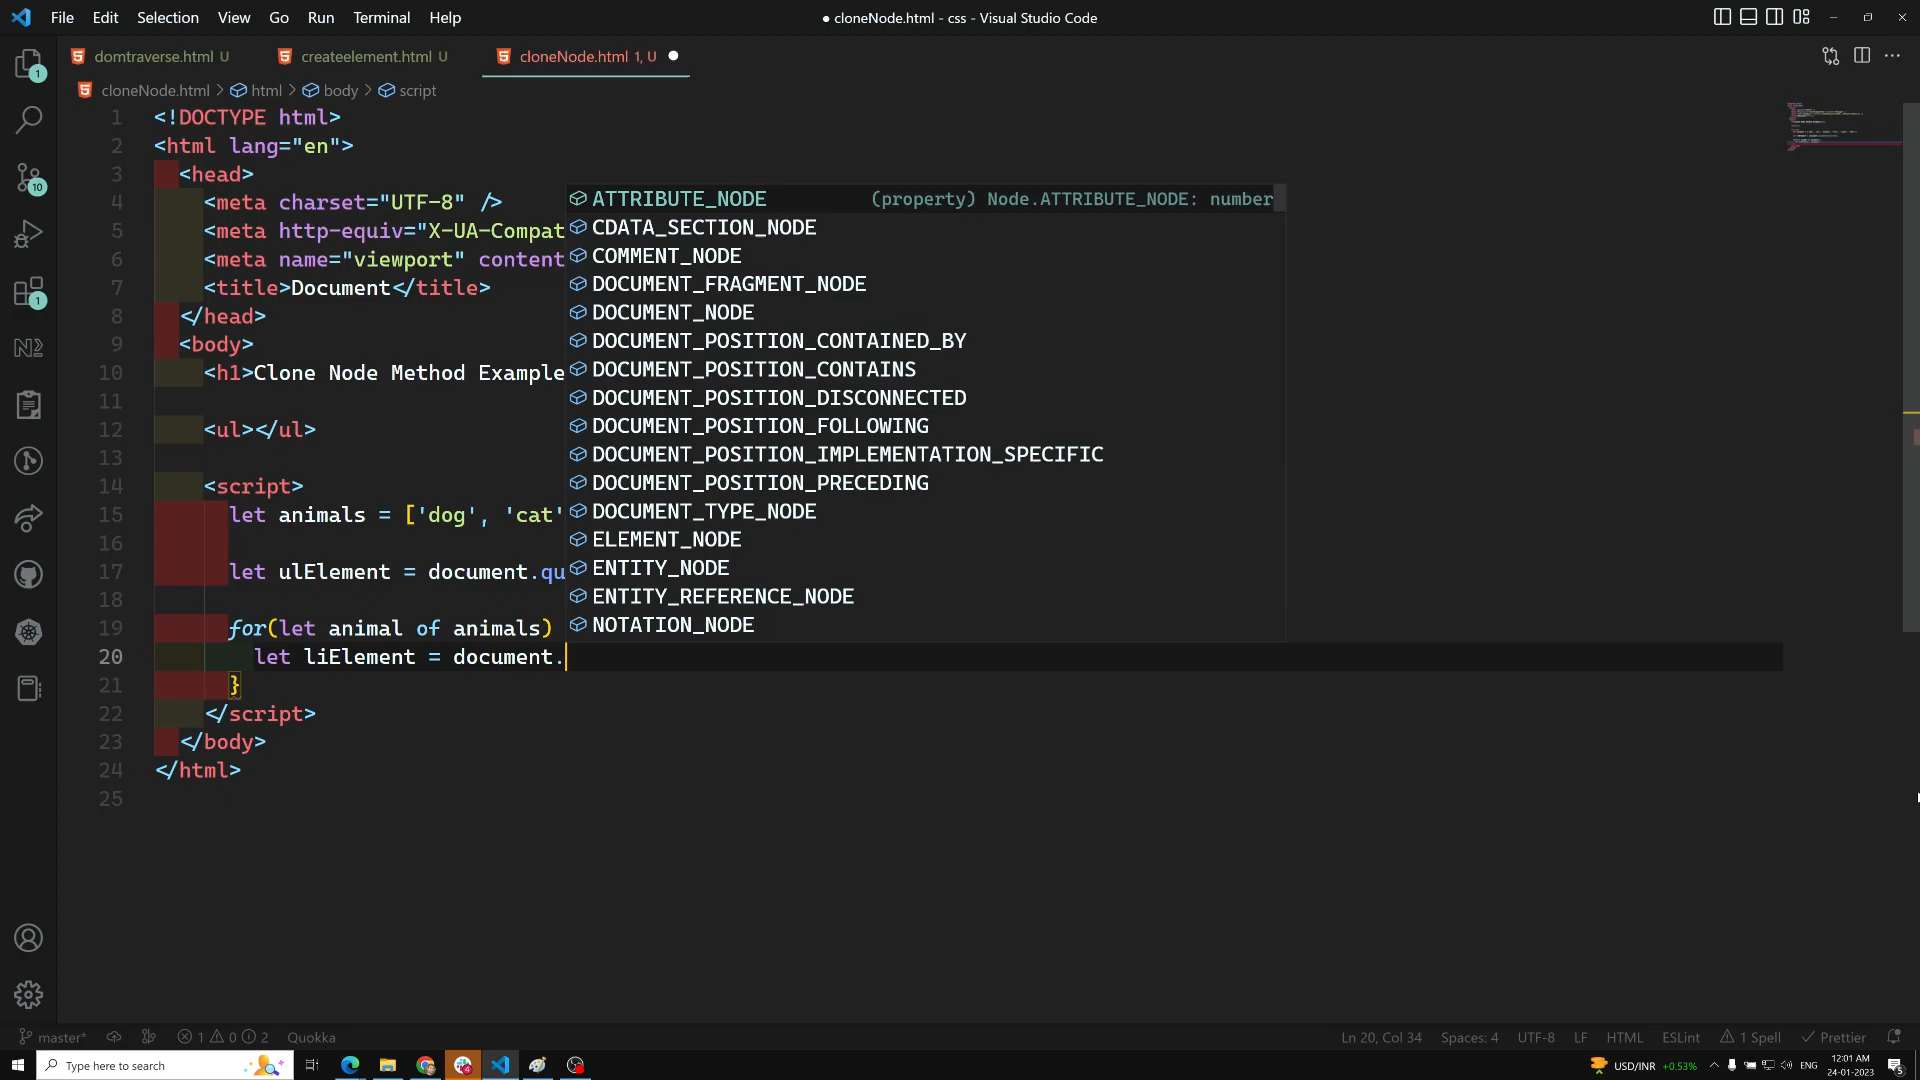 File Edit Selection View Go Run Terminal Help
● cloneNode.html - css - Visual Studio Code
domtraverse.html U
createelement.html U
cloneNode.html 1, U
cloneNode.html > html > body > script
1 <!DOCTYPE html>
2 <html lang="en">
3 <head>
4 <meta charset="UTF-8" />
5 <meta http-equiv="X-UA-Compat
6 <meta name="viewport" content
7 <title>Document</title>
8 </head>
9 <body>
10 <h1>Clone Node Method Example
11
12 <ul></ul>
13
14 <script>
15 let animals = ['dog', 'cat'
16
17 let ulElement = document.qu
18
19 for(let animal of animals)
20 let liElement = document.
21 }
22 </script>
23 </body>
24 </html>
25
ATTRIBUTE_NODE (property) Node.ATTRIBUTE_NODE: number
CDATA_SECTION_NODE
COMMENT_NODE
DOCUMENT_FRAGMENT_NODE
DOCUMENT_NODE
DOCUMENT_POSITION_CONTAINED_BY
DOCUMENT_POSITION_CONTAINS
DOCUMENT_POSITION_DISCONNECTED
DOCUMENT_POSITION_FOLLOWING
DOCUMENT_POSITION_IMPLEMENTATION_SPECIFIC
DOCUMENT_POSITION_PRECEDING
DOCUMENT_TYPE_NODE
ELEMENT_NODE
ENTITY_NODE
ENTITY_REFERENCE_NODE
NOTATION_NODE
1
10
1
master* 1 0 2 Quokka
Ln 20, Col 34 Spaces: 4 UTF-8 LF HTML ESLint 1 Spell Prettier
Type here to search
4
USD/INR +0.53% ENG
12:01 AM
24-01-2023
5